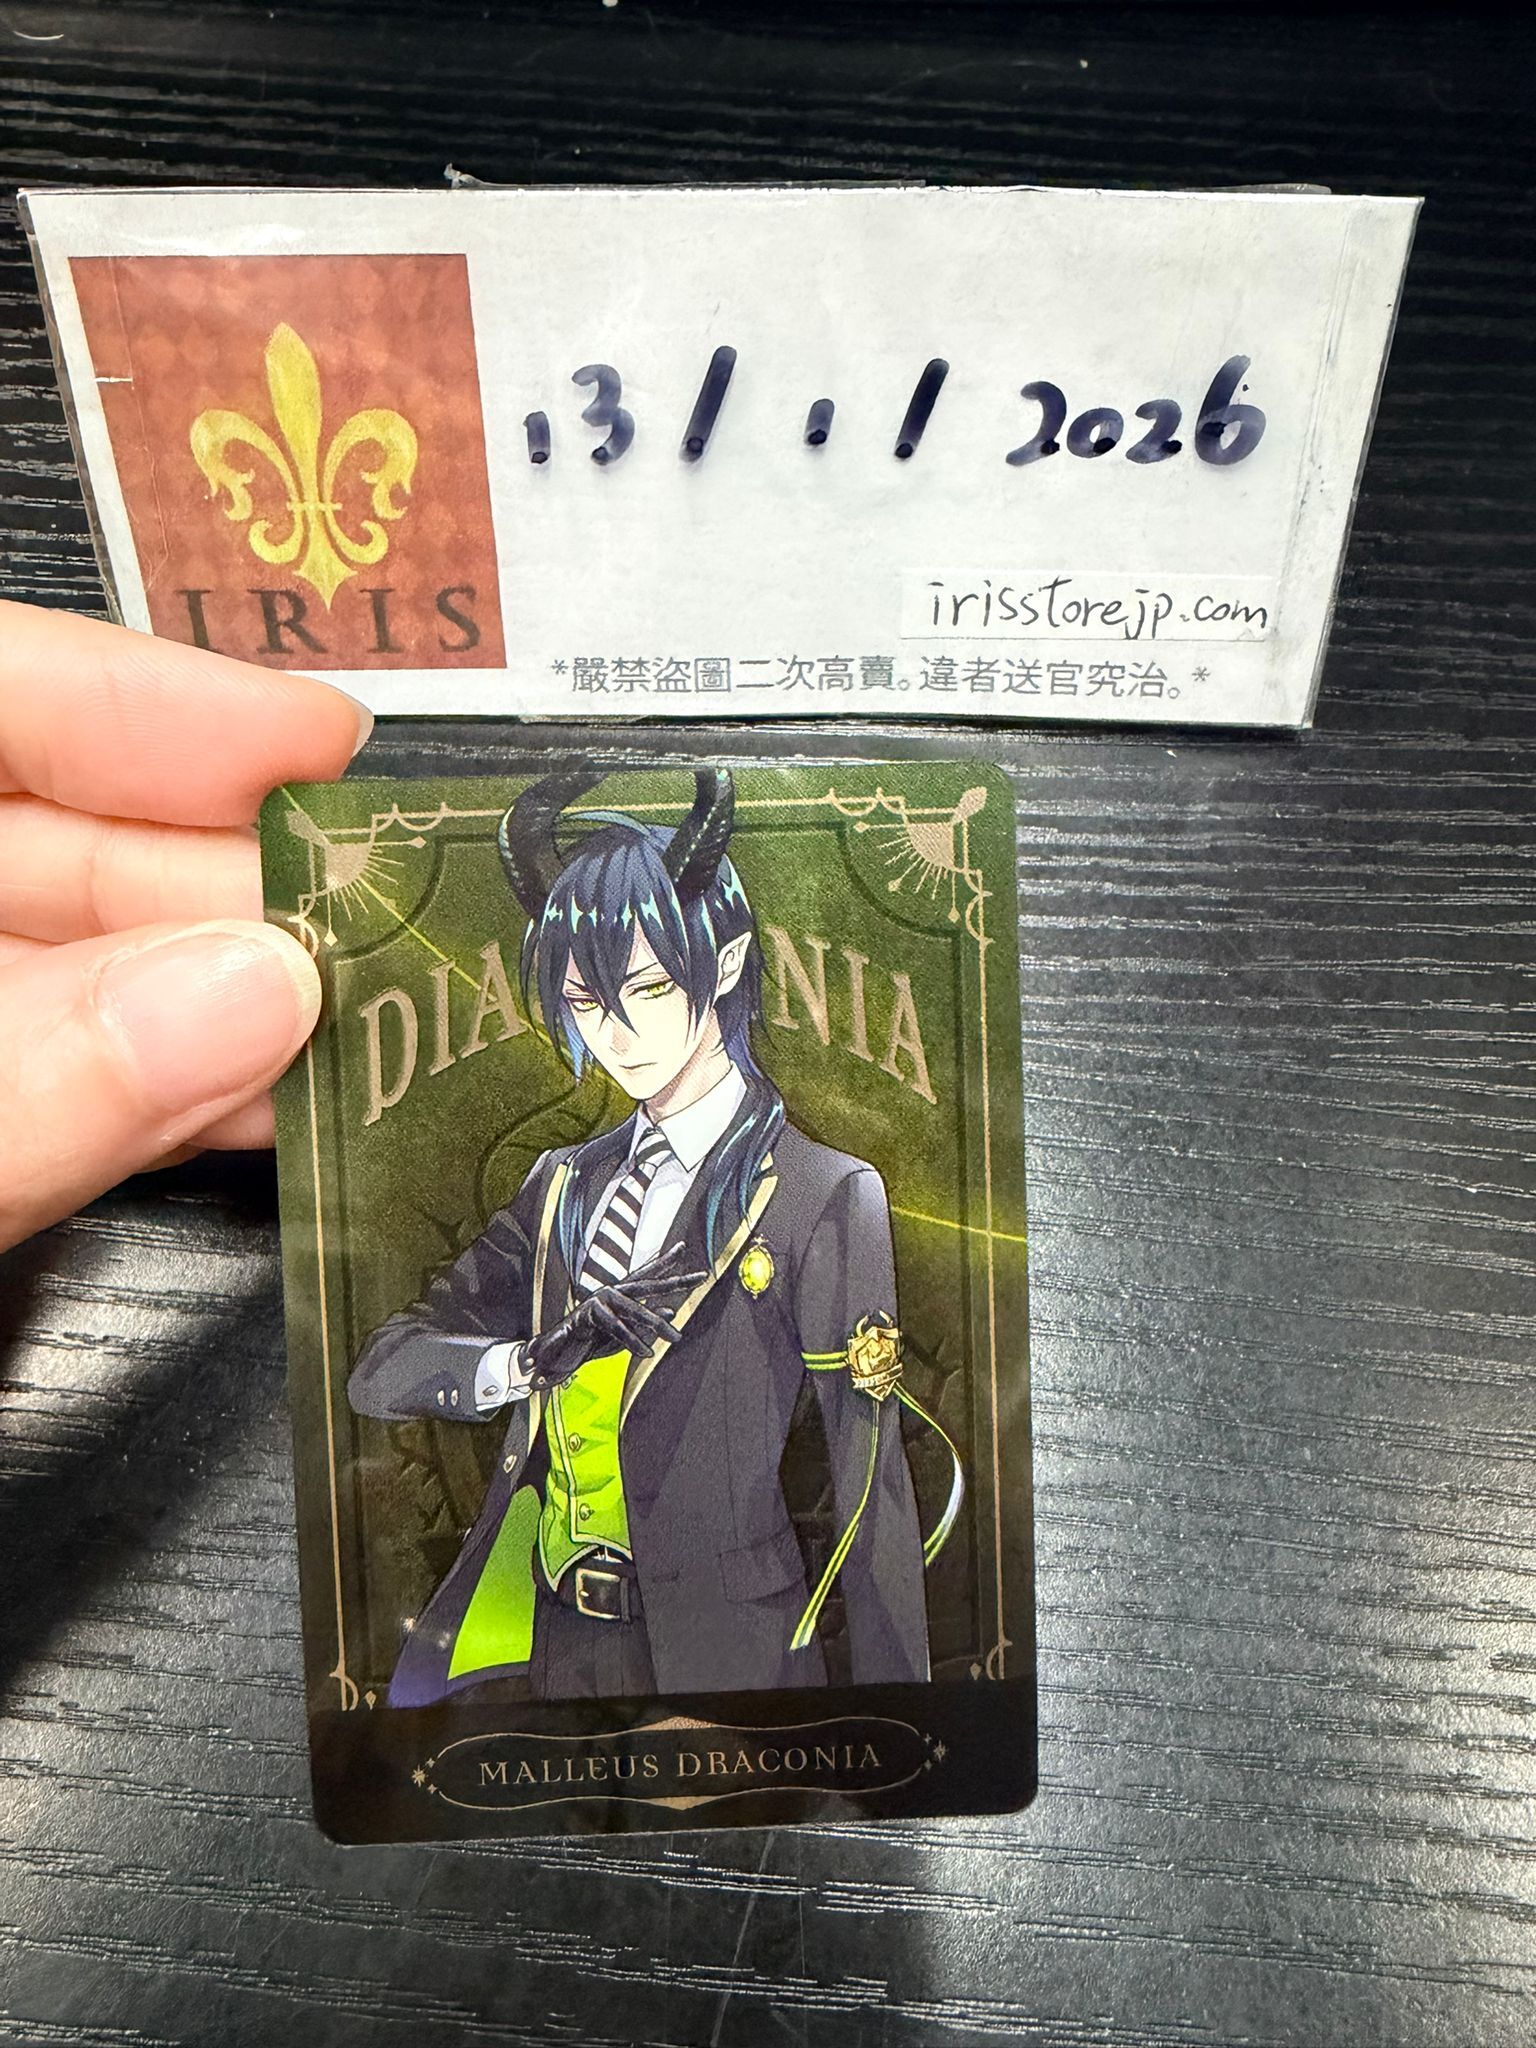 13/1/2026
IRIS
irisstorejp.com
*嚴禁盜圖二次高賣。違者送官究治。*
MALLEUS DRACONIA